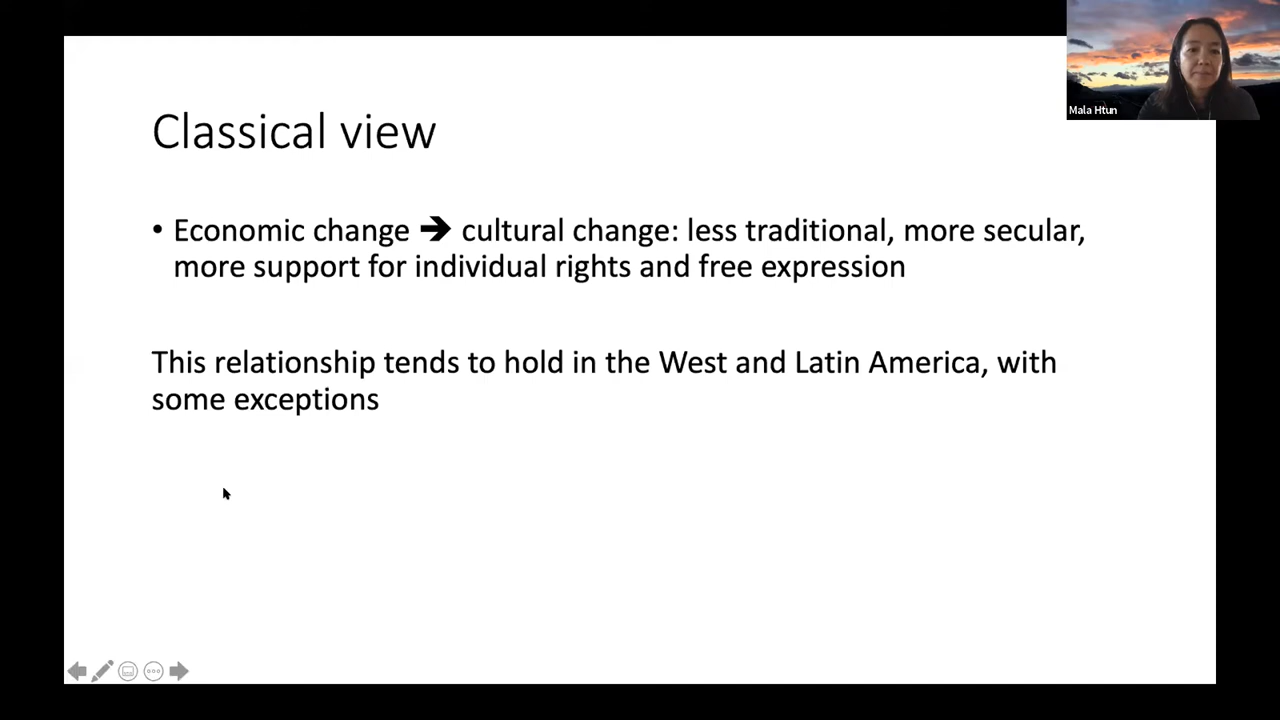 Mala Htun
Classical view
• Economic change ➔ cultural change: less traditional, more secular,
more support for individual rights and free expression
This relationship tends to hold in the West and Latin America, with
some exceptions